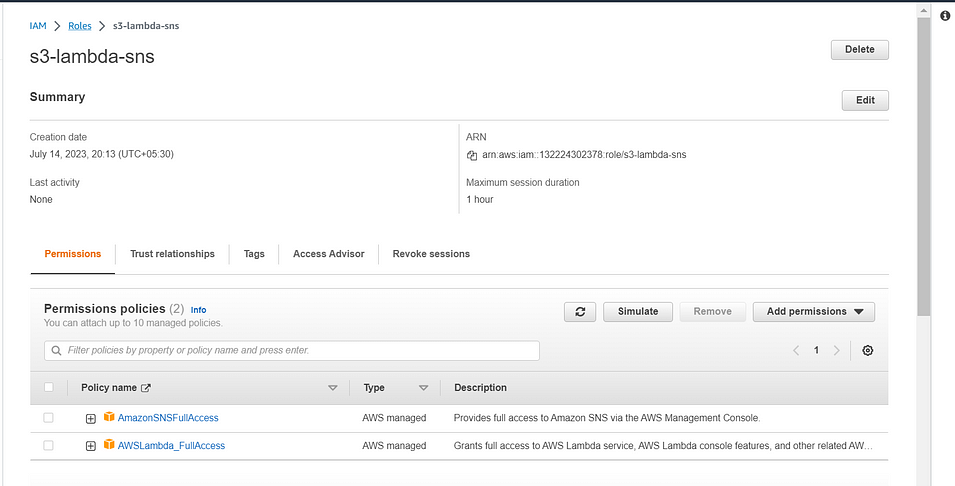 IAM > Roles > s3-lambda-sns
s3-lambda-sns
Delete
Summary
Edit
Creation date
July 14, 2023, 20:13 (UTC+05:30)
ARN
arn:aws:iam::132224302378:role/s3-lambda-sns
Last activity
None
Maximum session duration
1 hour
Permissions Trust relationships Tags Access Advisor Revoke sessions
Permissions policies (2) Info
You can attach up to 10 managed policies.
Simulate Remove Add permissions
Filter policies by property or policy name and press enter.
1
Policy name Type Description
AmazonSNSFullAccess AWS managed Provides full access to Amazon SNS via the AWS Management Console.
AWSLambda_FullAccess AWS managed Grants full access to AWS Lambda service, AWS Lambda console features, and other related AW…